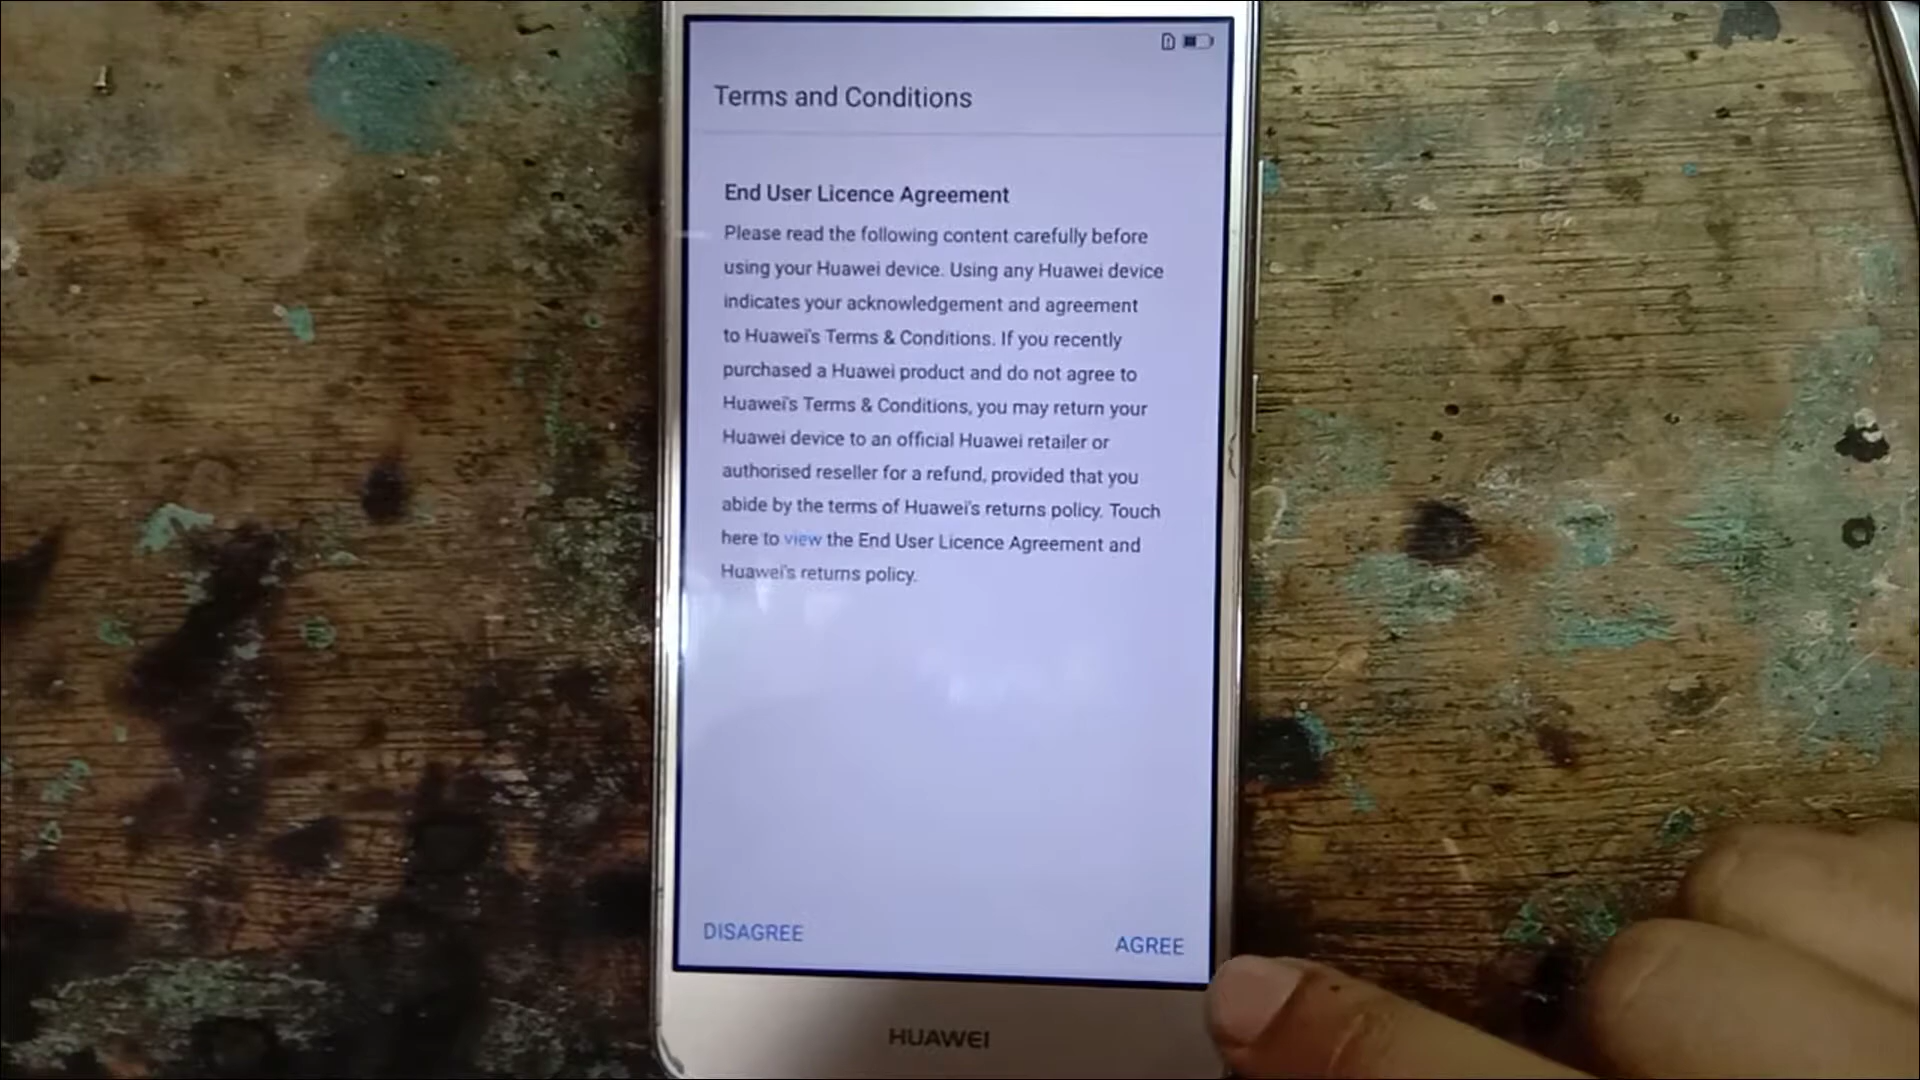 Terms and Conditions
End User Licence Agreement
Please read the following content carefully before
using your Huawei device. Using any Huawei device
indicates your acknowledgement and agreement
to Huawei's Terms & Conditions. If you recently
purchased a Huawei product and do not agree to
Huawei's Terms & Conditions, you may return your
Huawei device to an official Huawei retailer or
authorised reseller for a refund, provided that you
abide by the terms of Huawei's returns policy. Touch
here to view the End User Licence Agreement and
Huawei's returns policy.
DISAGREE
AGREE
HUAWEI